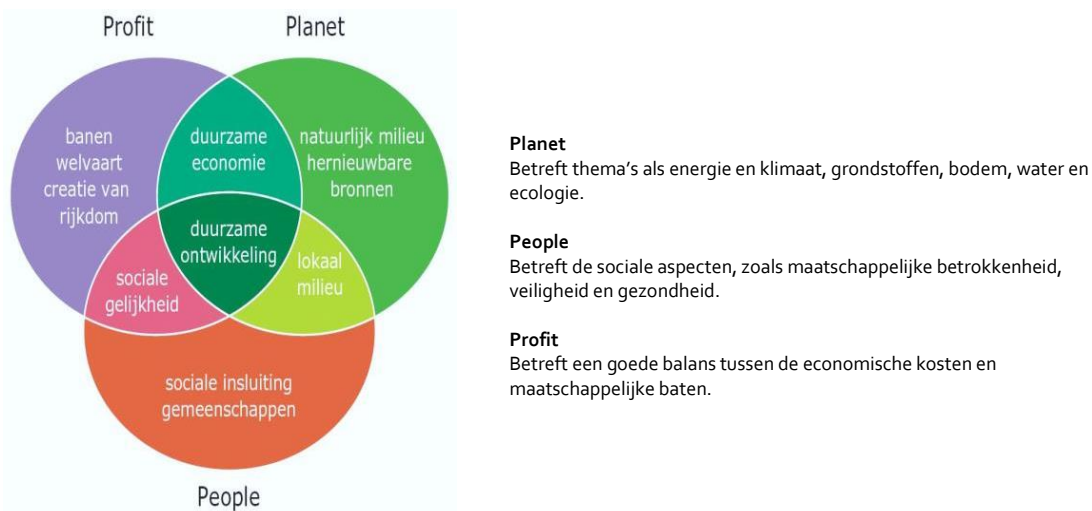 Profit
Planet
banen
welvaart
creatie van
rijkdom
duurzame
economie
natuurlijk milieu
hernieuwbare
bronnen
duurzame
ontwikkeling
sociale
gelijkheid
lokaal
milieu
sociale insluiting
gemeenschappen
People
Planet
Betreft thema's als energie en klimaat, grondstoffen, bodem, water en
ecologie.
People
Betreft de sociale aspecten, zoals maatschappelijke betrokkenheid,
veiligheid en gezondheid.
Profit
Betreft een goede balans tussen de economische kosten en
maatschappelijke baten.